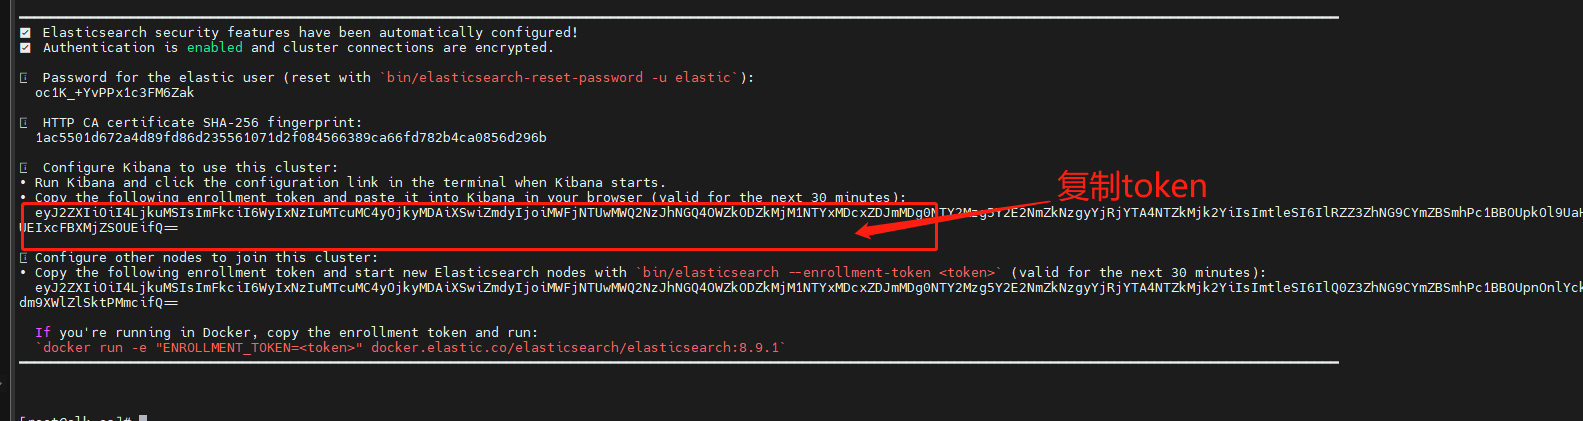 Elasticsearch security features have been automatically configured!
Authentication is enabled and cluster connections are encrypted.
Password for the elastic user (reset with `bin/elasticsearch-reset-password -u elastic`):
oc1K_+YvPPx1c3FM6Zak
HTTP CA certificate SHA-256 fingerprint:
1ac5501d672a4d89fd86d235561071d2f084566389ca66fd782b4ca0856d296b
Configure Kibana to use this cluster:
• Run Kibana and click the configuration link in the terminal when Kibana starts.
• Copy the following enrollment token and paste it into Kibana in your browser (valid for the next 30 minutes):
复制token
eyJ2ZXIiOiI4LjkuMSIsImFkciI6WyIxNzIuMTcuMC4yOjkyMDAiXSwiZmdyIjoiMWFjNTUwMWQ2NzJhNGQ4OWZkODZkMjM1NTYxMDcxZDJmMDg0NTY2Mzg5Y2E2NmZkNzgyYjRjYTA4NTZkMjk2YiIsImtleSI6IlRZZ3ZhNG9CYmZBSmhPc1BBOUpkOl9UaH
UEIxcFBXMjZSOUEifQ==
Configure other nodes to join this cluster:
• Copy the following enrollment token and start new Elasticsearch nodes with `bin/elasticsearch --enrollment-token <token>` (valid for the next 30 minutes):
eyJ2ZXIiOiI4LjkuMSIsImFkciI6WyIxNzIuMTcuMC4yOjkyMDAiXSwiZmdyIjoiMWFjNTUwMWQ2NzJhNGQ4OWZkODZkMjM1NTYxMDcxZDJmMDg0NTY2Mzg5Y2E2NmZkNzgyYjRjYTA4NTZkMjk2YiIsImtleSI6IlQ0Z3ZhNG9CYmZBSmhPc1BBOUpnOnlYck
dm9XWlZlSktPMmcifQ==
If you're running in Docker, copy the enrollment token and run:
`docker run -e "ENROLLMENT_TOKEN=<token>" docker.elastic.co/elasticsearch/elasticsearch:8.9.1`